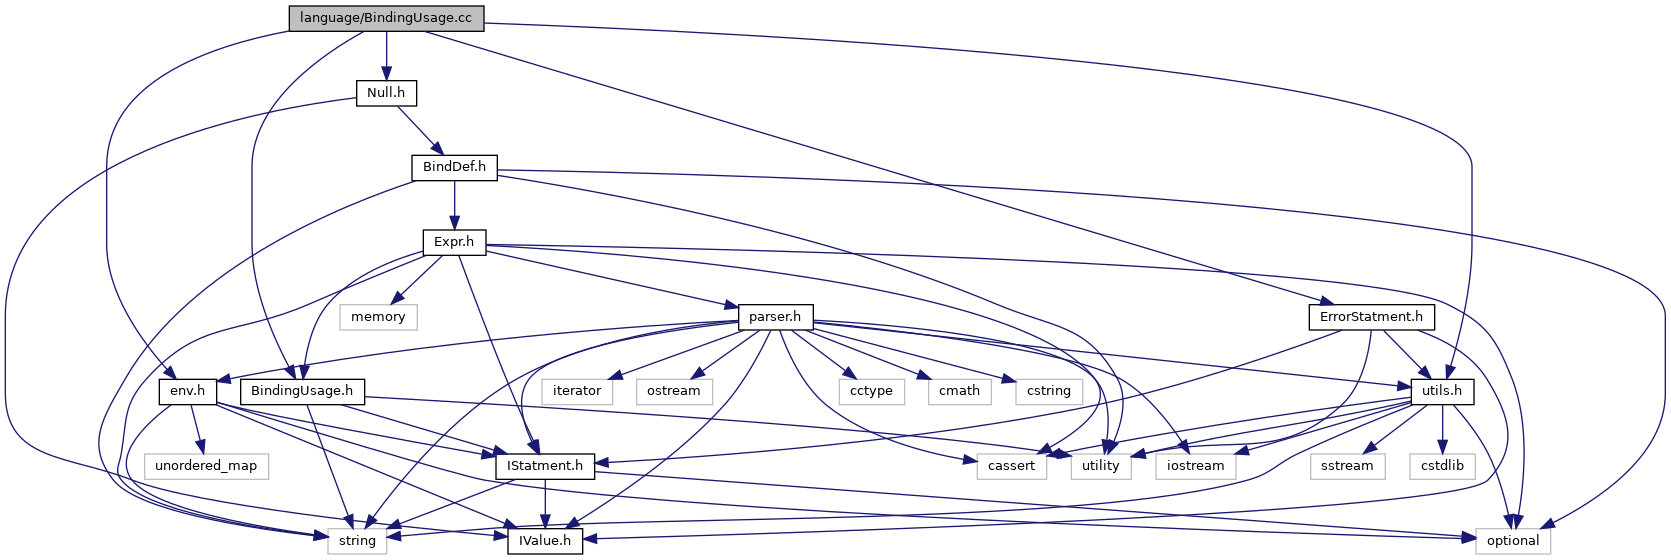 language/BindingUsage.cc
Null.h
BindDef.h
Expr.h
memory
parser.h
ErrorStatment.h
env.h
BindingUsage.h
iterator
ostream
cctype
cmath
cstring
utils.h
unordered_map
IStatment.h
cassert
utility
iostream
sstream
cstdlib
string
IValue.h
optional